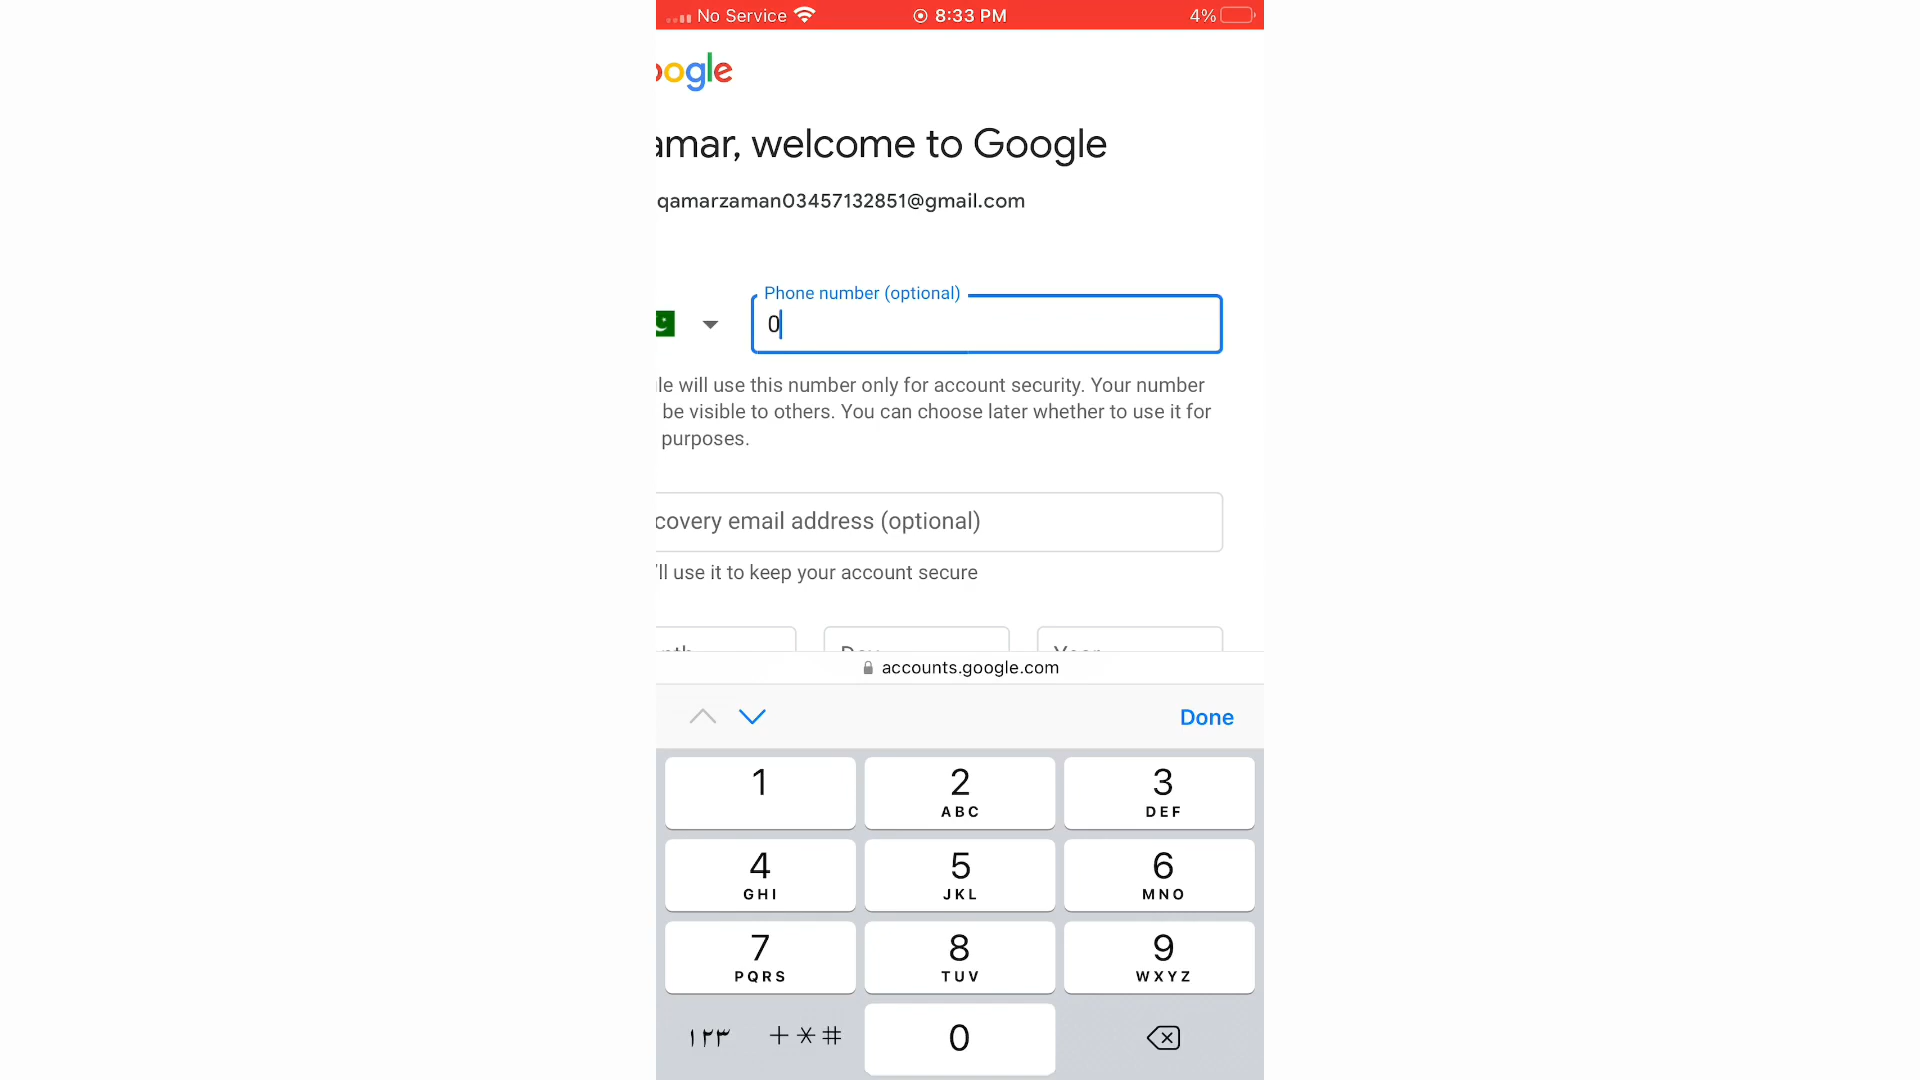 No Service 8:33 PM 4%
oogle
amar, welcome to Google
qamarzaman03457132851@gmail.com
Phone number (optional)
0
le will use this number only for account security. Your number
be visible to others. You can choose later whether to use it for
purposes.
covery email address (optional)
'll use it to keep your account secure
nth Day Year
accounts.google.com
Done
1 2 3
ABC DEF
4 5 6
GHI JKL MNO
7 8 9
PQRS TUV WXYZ
١٢٣ +*# 0